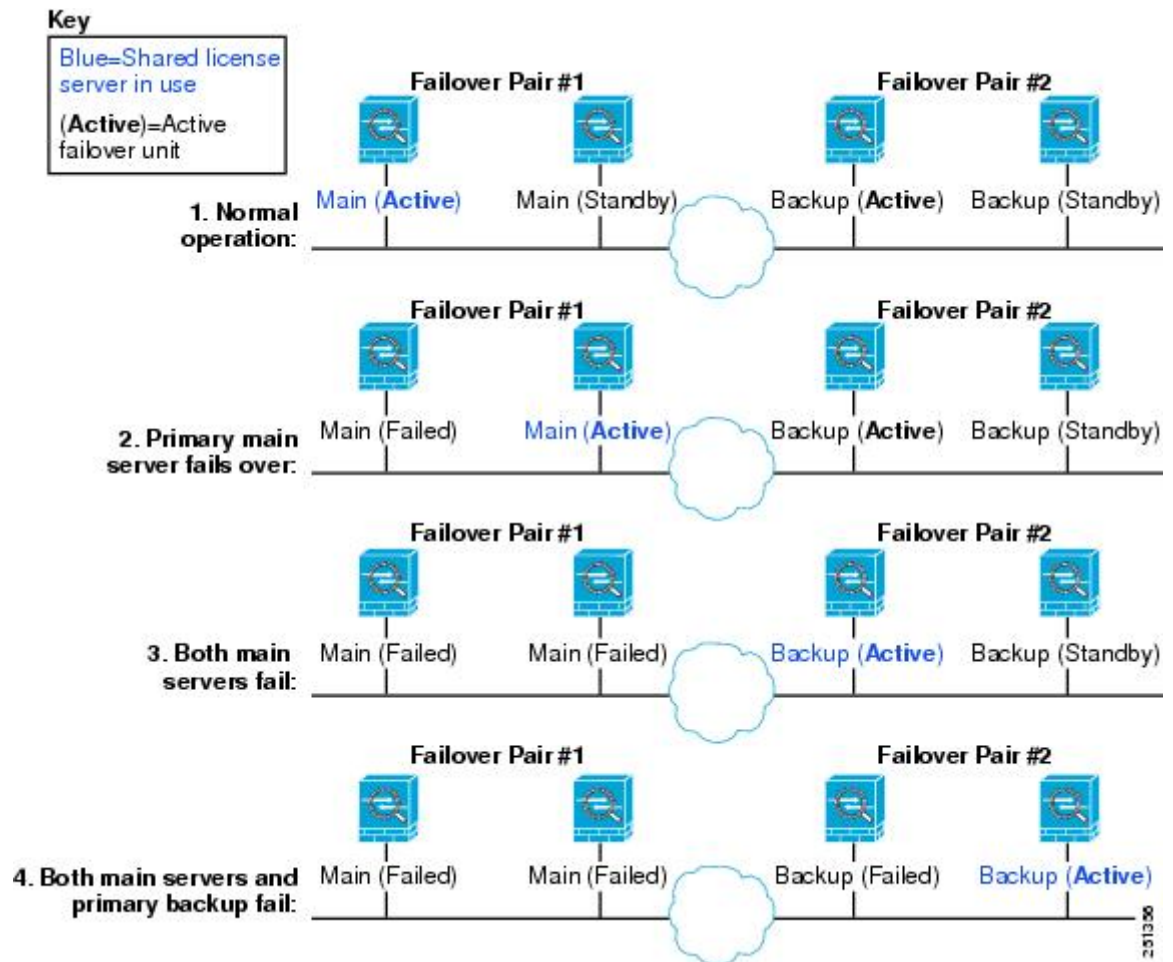 Key
Blue=Shared license
server in use
(Active)=Active
failover unit
Failover Pair #1
Failover Pair #2
Main (Active)
Main (Standby)
Backup (Active)
Backup (Standby)
1. Normal
operation:
Failover Pair #1
Failover Pair #2
Main (Failed)
Main (Active)
Backup (Active)
Backup (Standby)
2. Primary main
server fails over:
Failover Pair #1
Failover Pair #2
Main (Failed)
Main (Failed)
Backup (Active)
Backup (Standby)
3. Both main
servers fail:
Failover Pair #1
Failover Pair #2
Main (Failed)
Main (Failed)
Backup (Failed)
Backup (Active)
4. Both main servers and
primary backup fail: